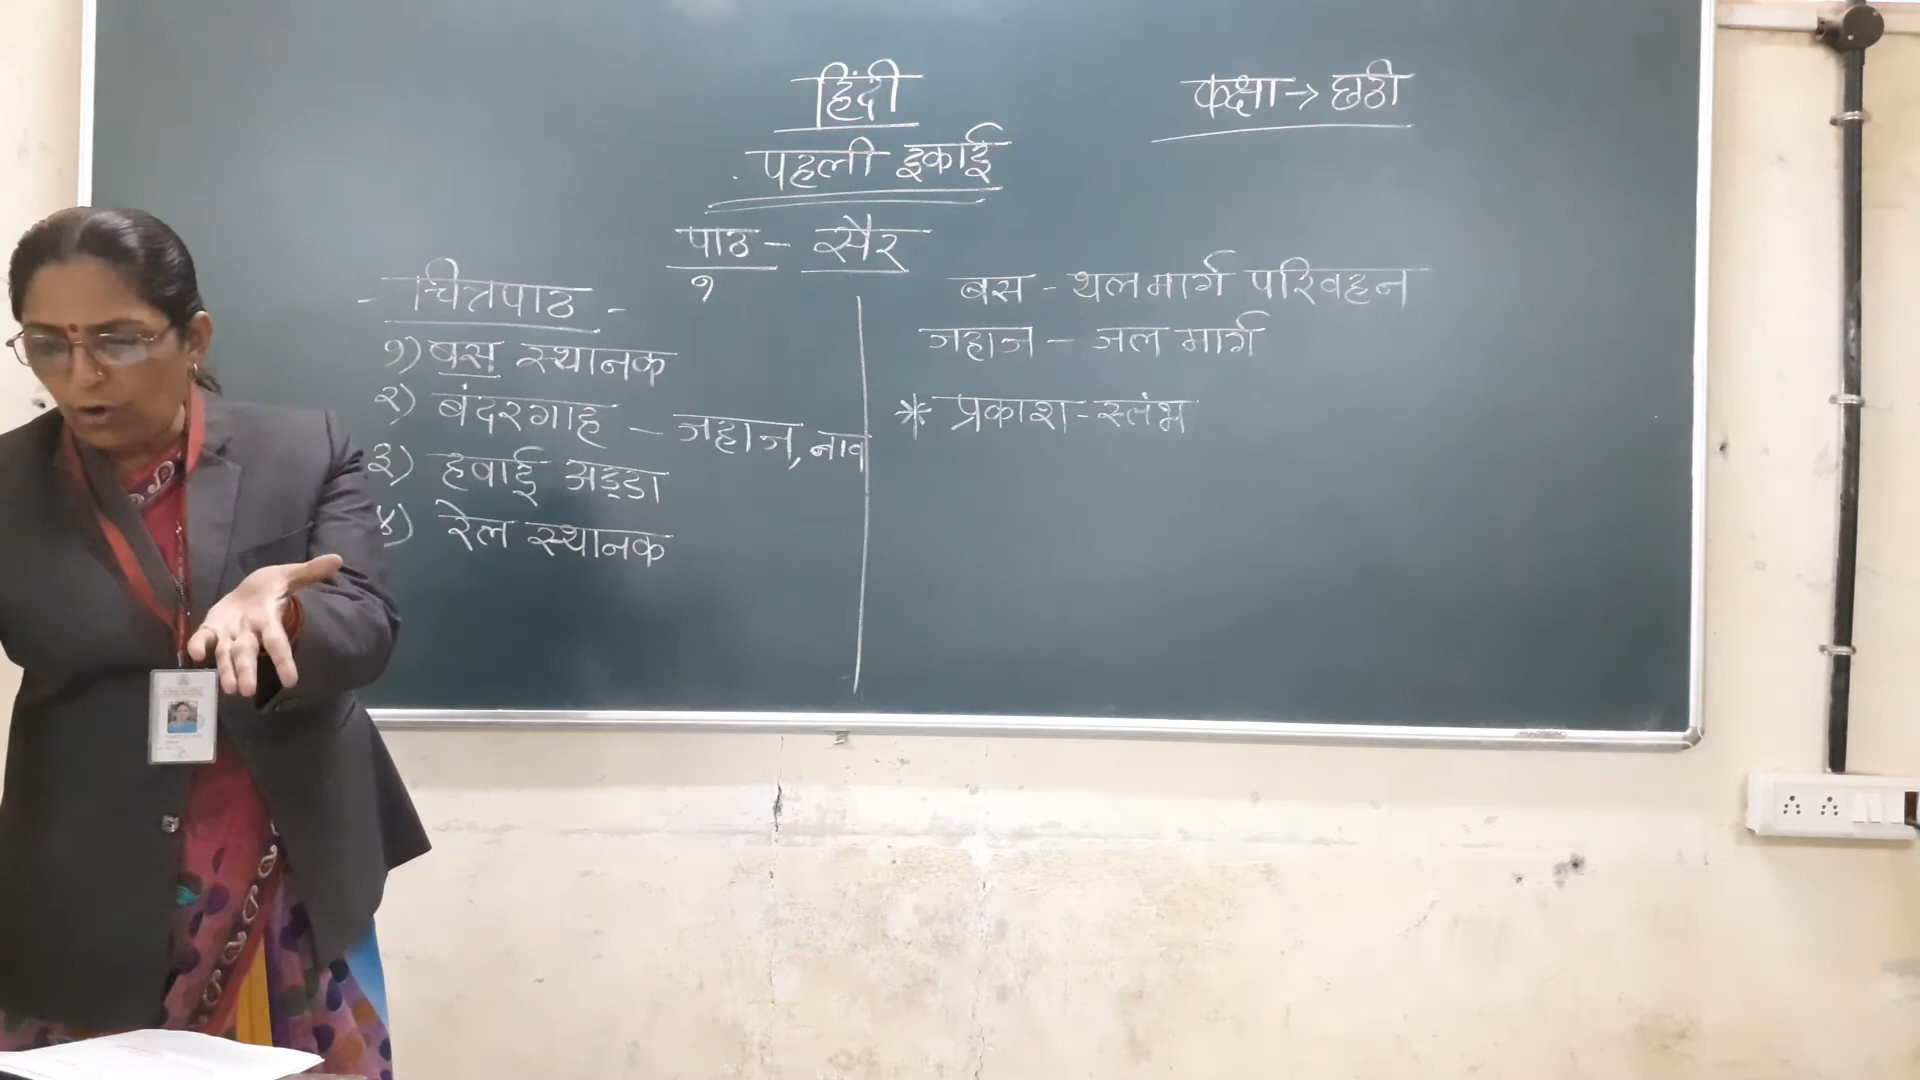 हिंदी
कक्षा → छठी
पहली इकाई
पाठ - सैर
१
- चित्रपाठ -
१) बस स्थानक
२) बंदरगाह - जहाज, नाव
३) हवाई अड्डा
४) रेल स्थानक
बस - थलमार्ग परिवहन
जहाज - जल मार्ग
* प्रकाश-स्तंभ